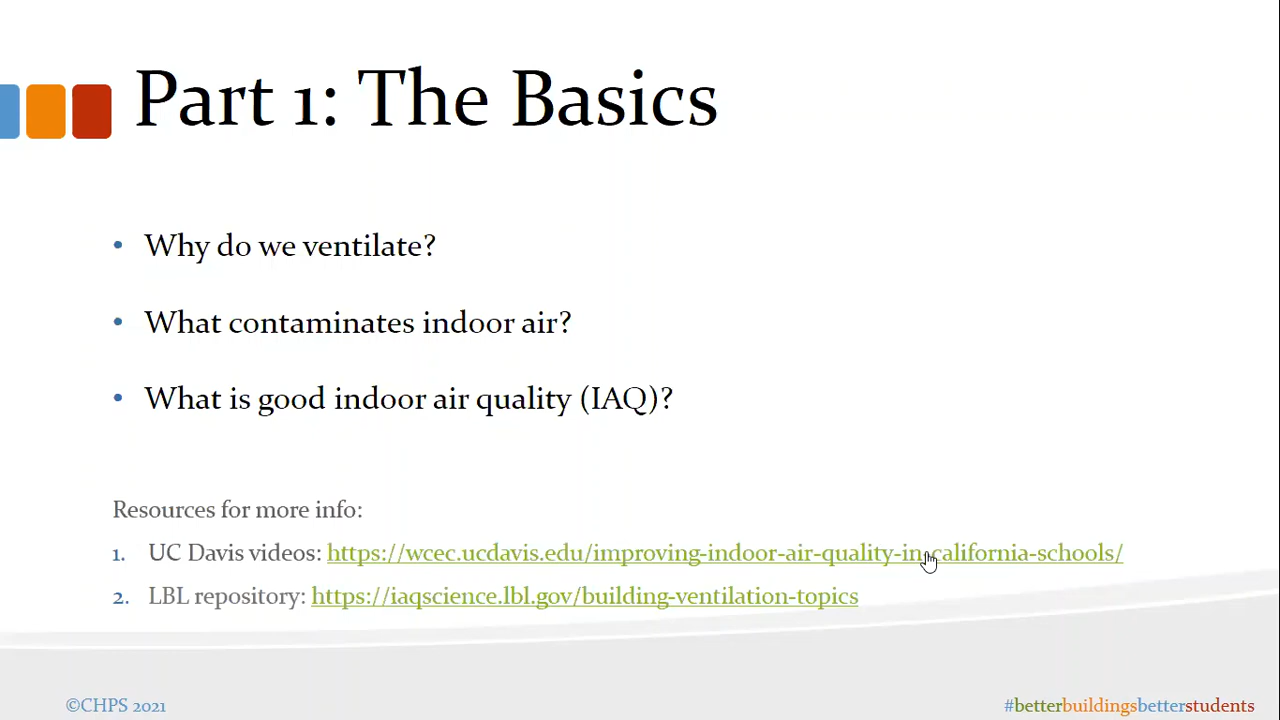 Part 1: The Basics
• Why do we ventilate?
• What contaminates indoor air?
• What is good indoor air quality (IAQ)?
Resources for more info:
1. UC Davis videos: https://wcec.ucdavis.edu/improving-indoor-air-quality-in-california-schools/
2. LBL repository: https://iaqscience.lbl.gov/building-ventilation-topics
©CHPS 2021
#betterbuildingsbetterstudents